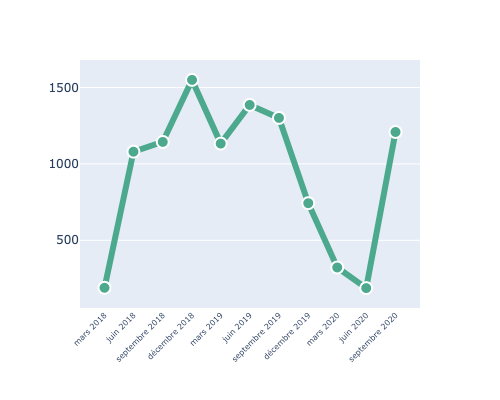 1500
1000
500
mars 2018
juin 2018
septembre 2018
décembre 2018
mars 2019
juin 2019
septembre 2019
décembre 2019
mars 2020
juin 2020
septembre 2020